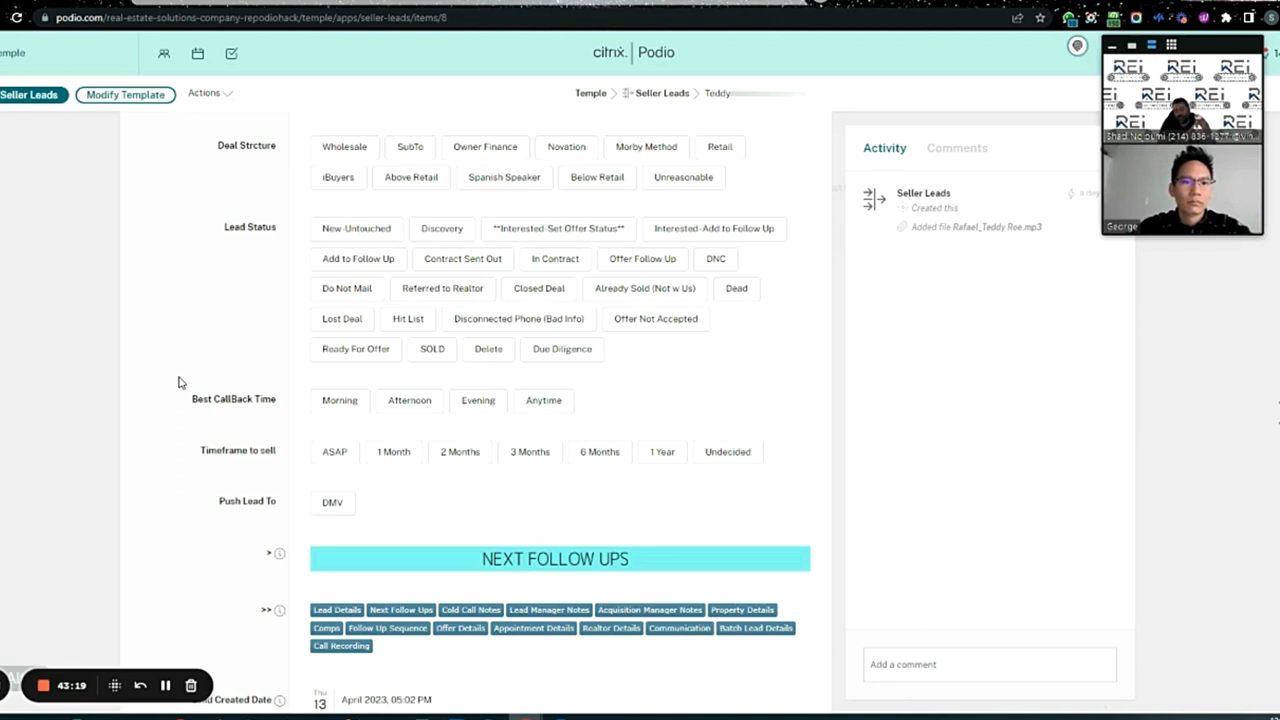 podio.com/real-estate-solutions-company-repodiohack/temple/apps/seller-leads/items/8
emple
citrix. | Podio
Seller Leads
Modify Template
Actions
Temple
Seller Leads
Teddy
Deal Strcture
Wholesale
SubTo
Owner Finance
Novation
Morby Method
Retail
iBuyers
Above Retail
Spanish Speaker
Below Retail
Unreasonable
Lead Status
New-Untouched
Discovery
**Interested-Set Offer Status**
Interested-Add to Follow Up
Add to Follow Up
Contract Sent Out
In Contract
Offer Follow Up
DNC
Do Not Mail
Referred to Realtor
Closed Deal
Already Sold (Not w Us)
Dead
Lost Deal
Hit List
Disconnected Phone (Bad Info)
Offer Not Accepted
Ready For Offer
SOLD
Delete
Due Diligence
Best CallBack Time
Morning
Afternoon
Evening
Anytime
Timeframe to sell
ASAP
1 Month
2 Months
3 Months
6 Months
1 Year
Undecided
Push Lead To
DMV
>
NEXT FOLLOW UPS
>>
Lead Details
Next Follow Ups
Cold Call Notes
Lead Manager Notes
Acquisition Manager Notes
Property Details
Comps
Follow Up Sequence
Offer Details
Appointment Details
Realtor Details
Communication
Batch Lead Details
Call Recording
Created Date
Thu
13
April 2023, 05:02 PM
43:19
Activity
Comments
Seller Leads
Created this
Added file Rafael_Teddy Roe.mp3
Add a comment
REI
REI
REI
George